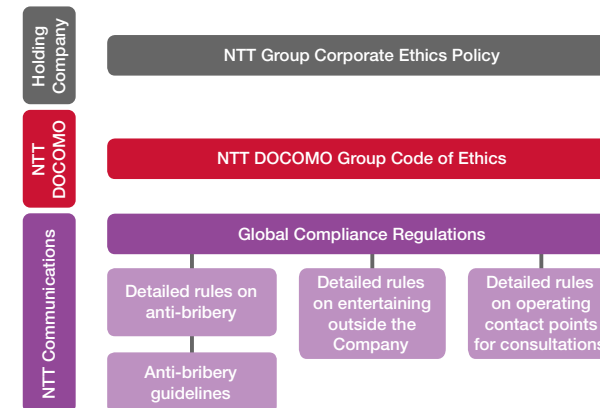 Holding
Company
NTT Group Corporate Ethics Policy
NTT
DOCOMO
NTT DOCOMO Group Code of Ethics
NTT Communications
Global Compliance Regulations
Detailed rules on
anti-bribery
Detailed rules
on entertaining
outside the
Company
Detailed rules
on operating
contact points
for consultations
Anti-bribery
guidelines